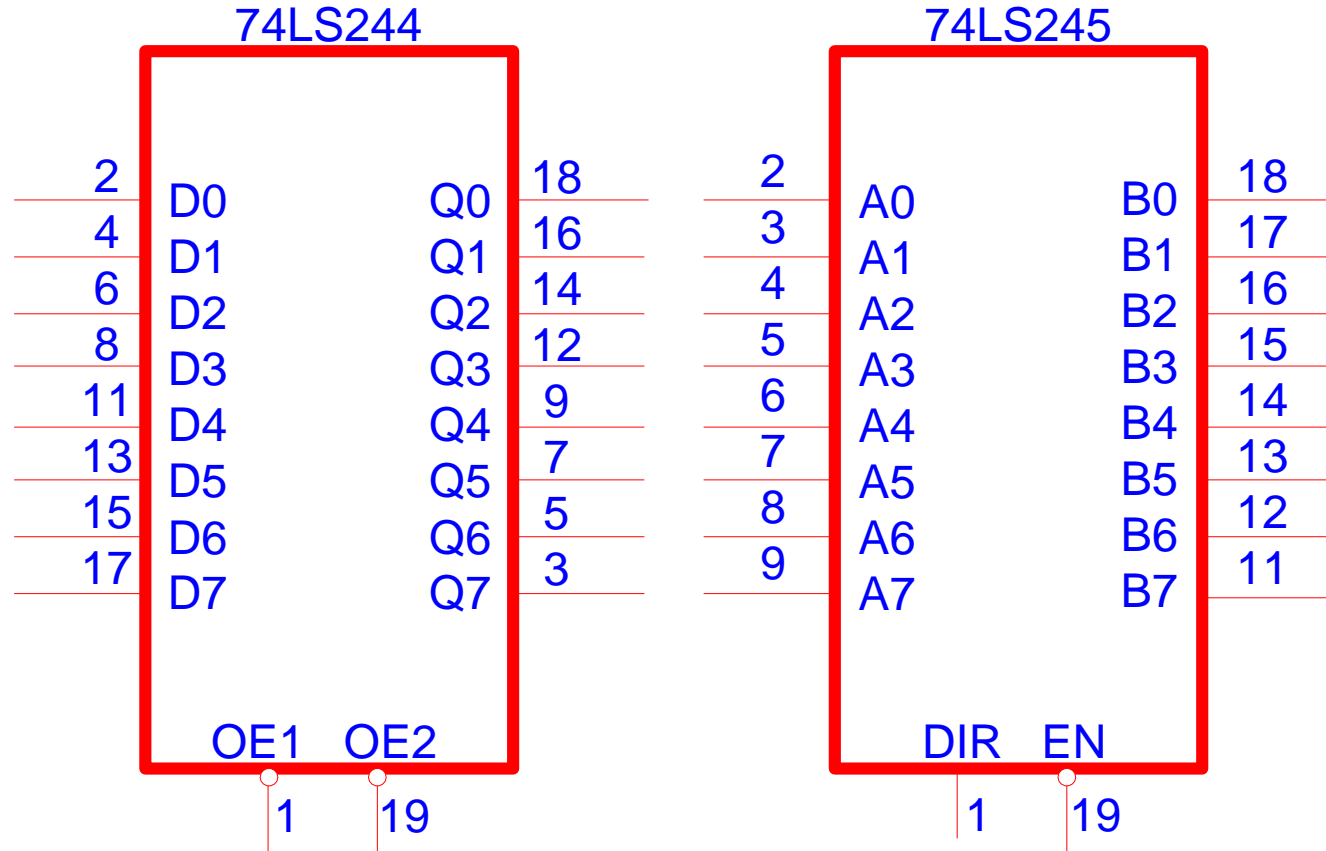 74LS244 74LS245
2 18 2 18
D0 Q0 A0 B0
4 16 3 17
D1 Q1 A1 B1
6 14 4 16
D2 Q2 A2 B2
8 12 5 15
D3 Q3 A3 B3
11 9 6 14
D4 Q4 A4 B4
13 7 7 13
D5 Q5 A5 B5
15 5 8 12
D6 Q6 A6 B6
17 3 9 11
D7 Q7 A7 B7
OE1 OE2 DIR EN
1 19 1 19